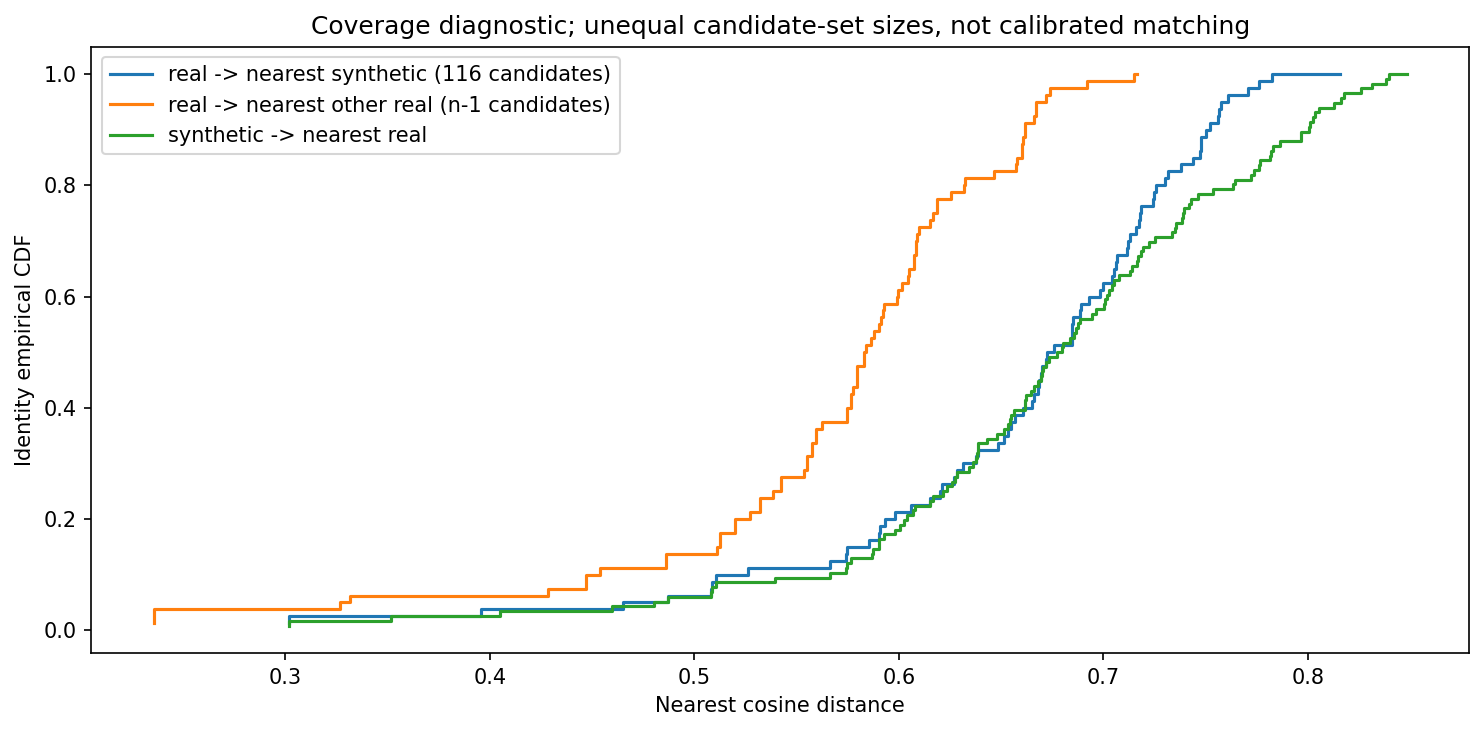 Coverage diagnostic; unequal candidate-set sizes, not calibrated matching
real -> nearest synthetic (116 candidates)
real -> nearest other real (n-1 candidates)
synthetic -> nearest real
Identity empirical CDF
1.0
0.8
0.6
0.4
0.2
0.0
0.3 0.4 0.5 0.6 0.7 0.8
Nearest cosine distance